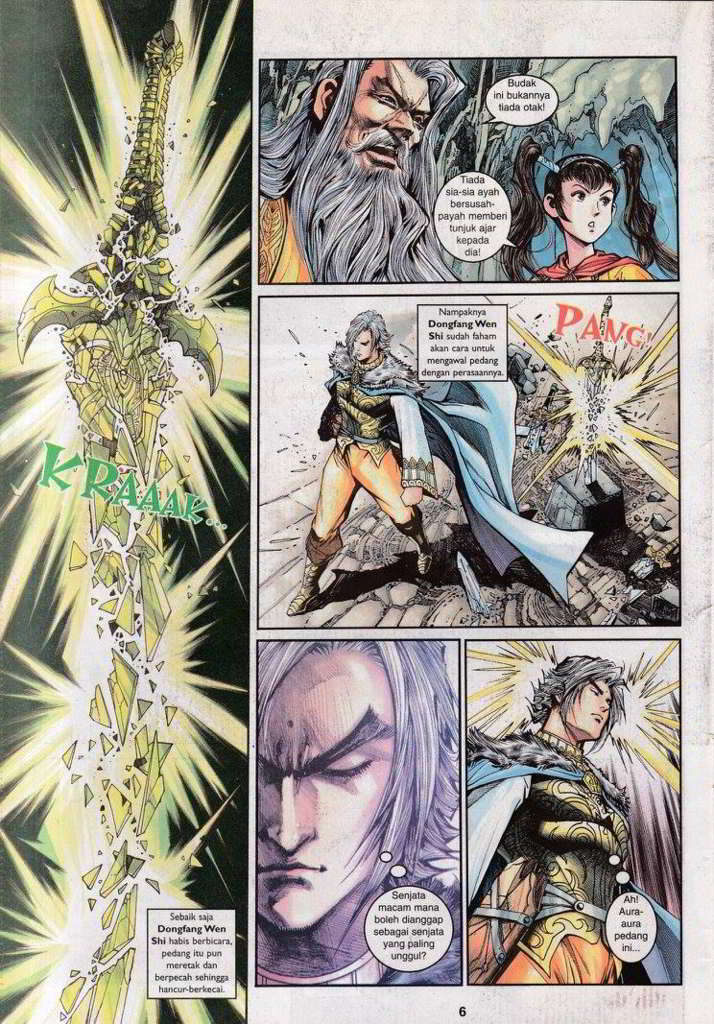 KRAAAK...
Sebaik saja
Dongfang Wen
Shi habis berbicara,
pedang itu pun
meretak dan
berpecah sehingga
hancur-berkecai.
Budak
ini bukannya
tiada otak!
Tiada
sia-sia ayah
bersusah-
payah memberi
tunjuk ajar
kepada
dia!
Nampaknya
Dongfang Wen
Shi sudah faham
akan cara untuk
mengawal pedang
dengan perasaannya.
PANG!
Senjata
macam mana
boleh dianggap
sebagai senjata
yang paling
unggul?
Ah!
Aura-
aura
pedang
ini...
6